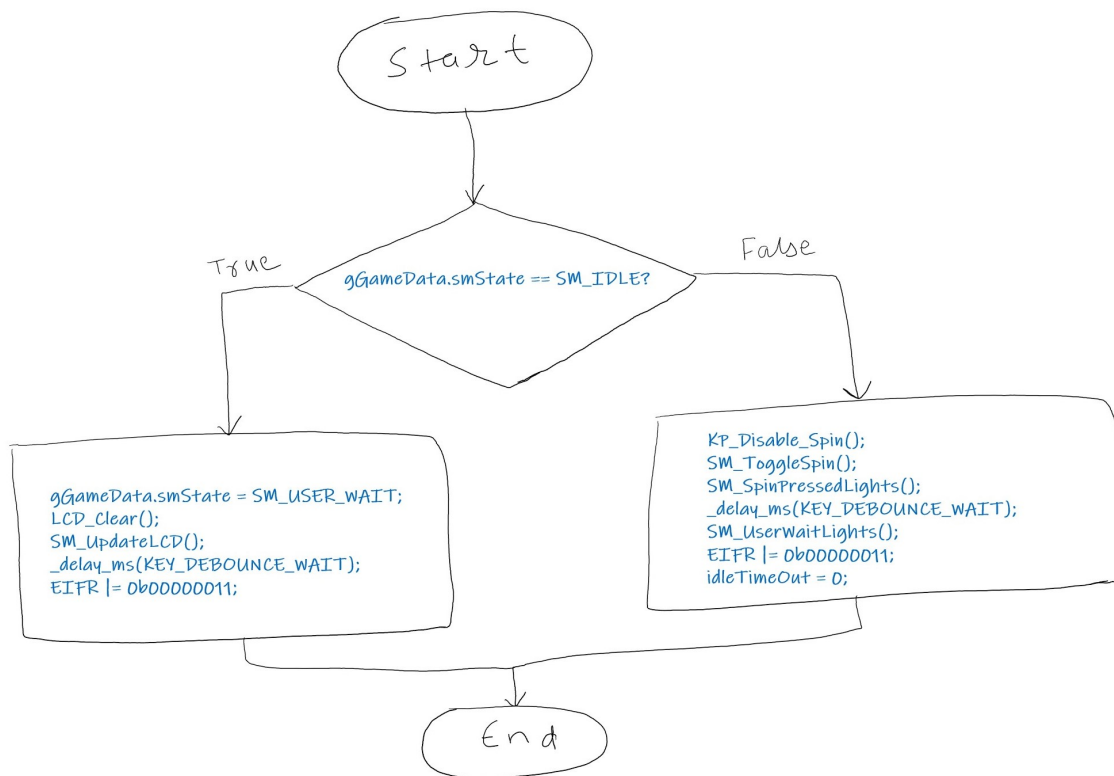 Start
gGameData.smState == SM_IDLE?
True
False
gGameData.smState = SM_USER_WAIT;
LCD_Clear();
SM_UpdateLCD();
_delay_ms(KEY_DEBOUNCE_WAIT);
EIFR |= 0b00000011;
KP_Disable_Spin();
SM_ToggleSpin();
SM_SpinPressedLights();
_delay_ms(KEY_DEBOUNCE_WAIT);
SM_UserWaitLights();
EIFR |= 0b00000011;
idleTimeOut = 0;
End